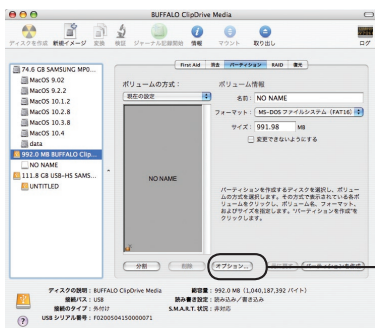 BUFFALO ClipDrive Media
ディスクを作成 新規イメージ 変換 検証 ジャーナル記録開始 情報 マウント 取り出し ログ
74.6 GB SAMSUNG MP0...
MacOS 9.02
MacOS 9.2.2
MacOS 10.1.2
MacOS 10.2.8
MacOS 10.3.8
MacOS 10.4
data
992.0 MB BUFFALO Clip...
NO NAME
111.8 GB USB-HS SAMS...
UNTITLED
First Aid 消去 パーティション RAID 復元
ボリュームの方式：
現在の設定
NO NAME
ボリューム情報
名前： NO NAME
フォーマット： MS-DOS ファイルシステム (FAT16)
サイズ： 991.98 MB
変更できないようにする
パーティションを作成するディスクを選択し、ボリュー
ムの方式を選択します。その方式で表示されている各ボ
リュームをクリックし、ボリューム名、フォーマット、
およびサイズを指定します。"パーティションを作成"を
クリックします。
分割 削除 オプション... パーティションを作成
ディスクの説明： BUFFALO ClipDrive Media
接続バス： USB
接続のタイプ： 外付け
USB シリアル番号： F02005041500000071
総容量： 992.0 MB (1,040,187,392 バイト)
読み書き設定： 読み込み／書き込み
S.M.A.R.T. 状況： 非対応